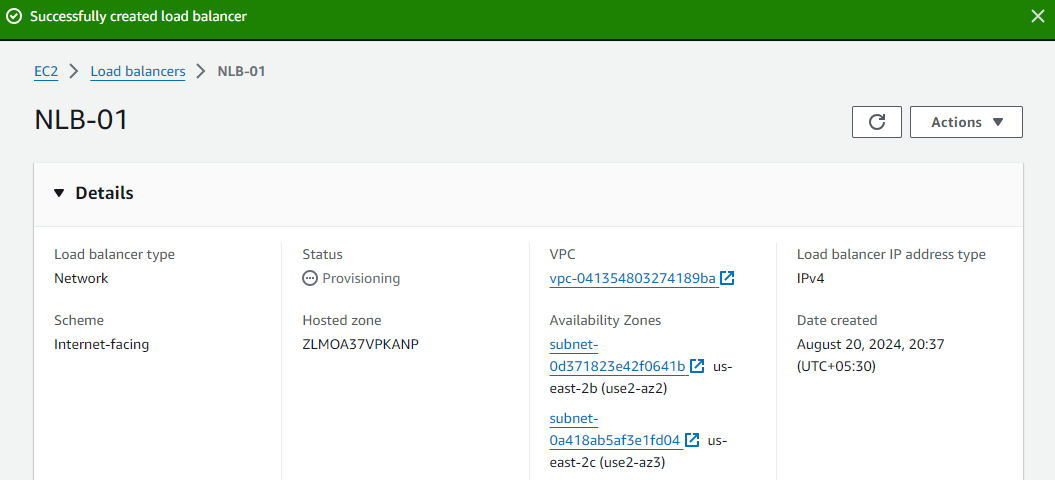 Successfully created load balancer
EC2 > Load balancers > NLB-01
NLB-01
Actions
Details
Load balancer type
Network
Status
Provisioning
VPC
vpc-041354803274189ba
Load balancer IP address type
IPv4
Scheme
Internet-facing
Hosted zone
ZLMOA37VPKANP
Availability Zones
subnet-
0d371823e42f0641b us-
east-2b (use2-az2)
subnet-
0a418ab5af3e1fd04 us-
east-2c (use2-az3)
Date created
August 20, 2024, 20:37
(UTC+05:30)